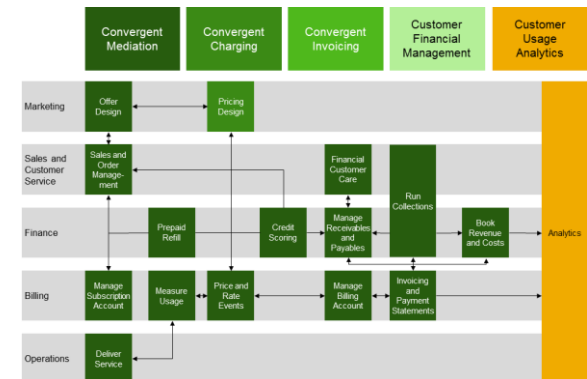 Convergent
Mediation
Convergent
Charging
Convergent
Invoicing
Customer
Financial
Management
Customer
Usage
Analytics
Marketing
Offer
Design
Pricing
Design
Sales and
Customer
Service
Sales and
Order
Manage-
ment
Financial
Customer
Care
Run
Collections
Finance
Prepaid
Refill
Credit
Scoring
Manage
Receivables
and
Payables
Book
Revenue
and Costs
Analytics
Billing
Manage
Subscription
Account
Measure
Usage
Price and
Rate
Events
Manage
Billing
Account
Invoicing
and
Payment
Statements
Operations
Deliver
Service